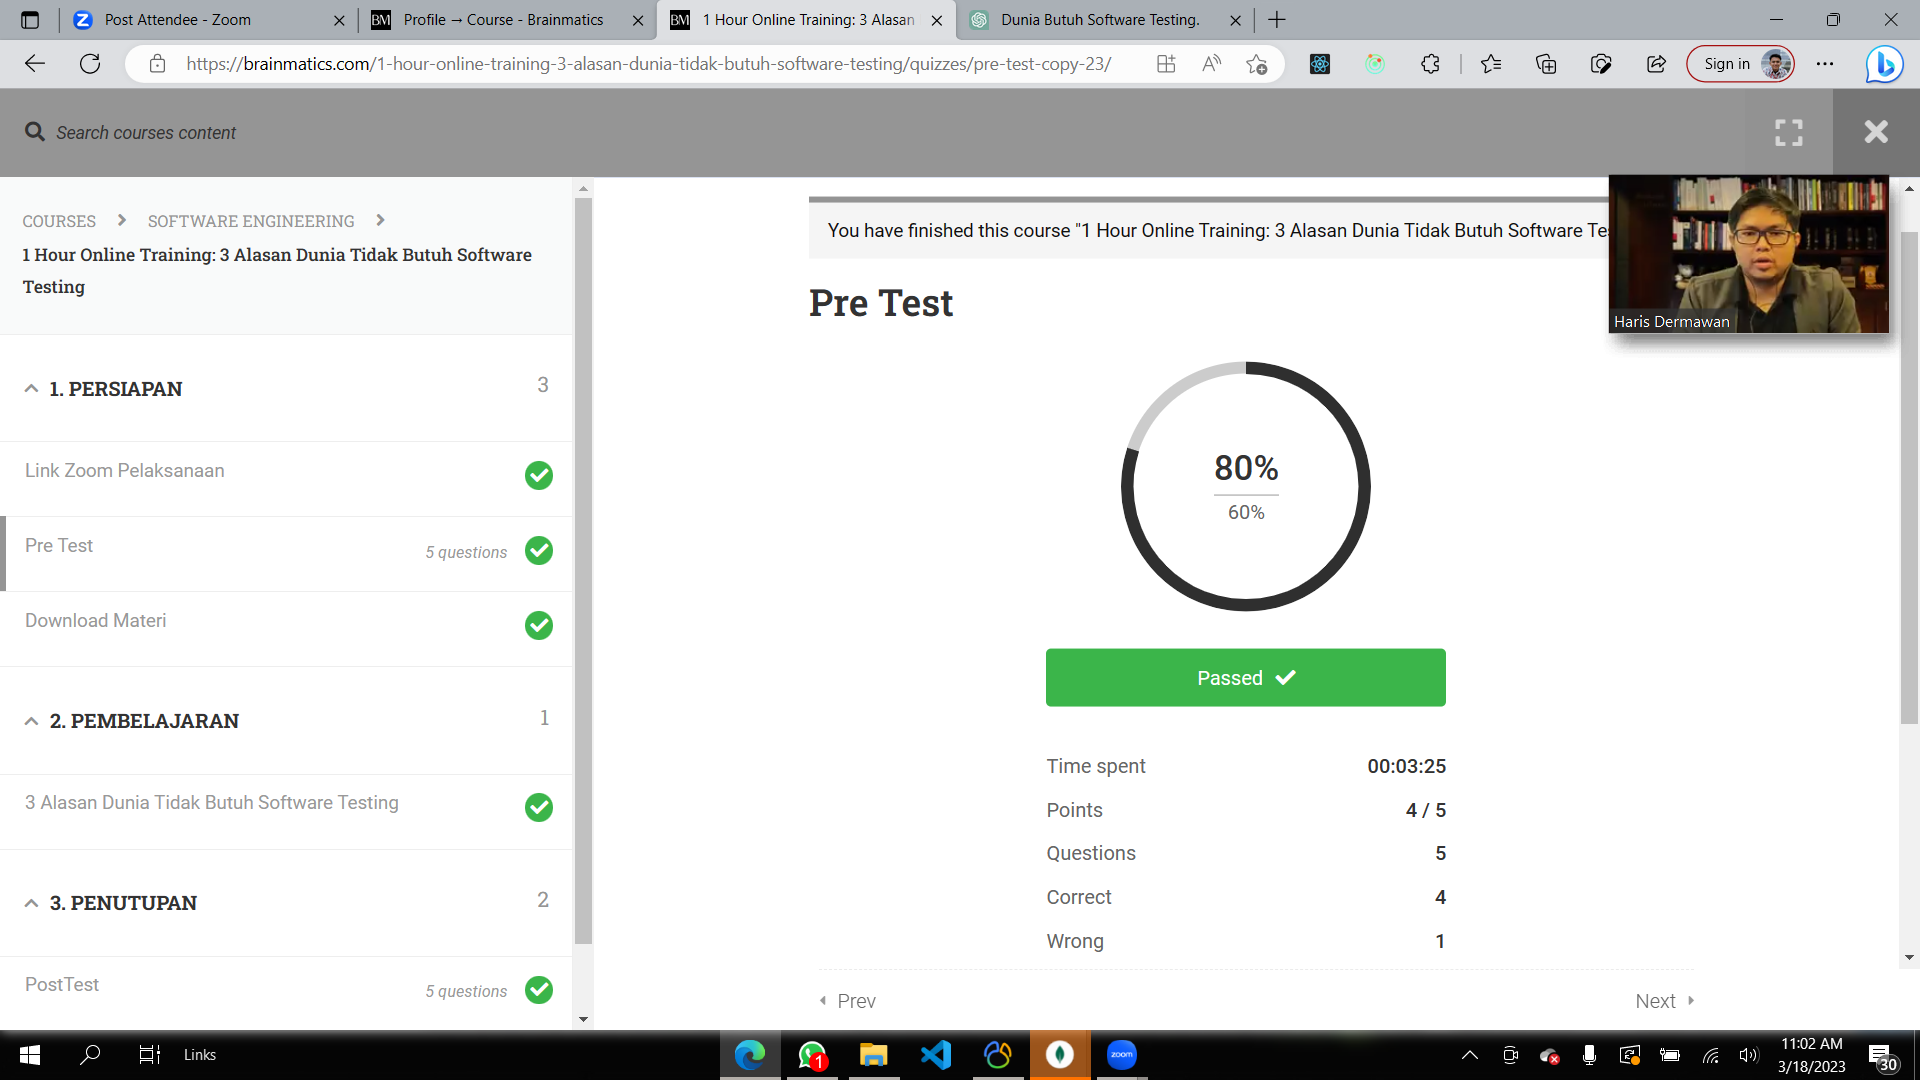 Post Attendee - Zoom
BM Profile → Course - Brainmatics
BM 1 Hour Online Training: 3 Alasan
Dunia Butuh Software Testing.
https://brainmatics.com/1-hour-online-training-3-alasan-dunia-tidak-butuh-software-testing/quizzes/pre-test-copy-23/
Sign in
Search courses content
COURSES
SOFTWARE ENGINEERING
1 Hour Online Training: 3 Alasan Dunia Tidak Butuh Software
Testing
1. PERSIAPAN
3
Link Zoom Pelaksanaan
Pre Test
5 questions
Download Materi
2. PEMBELAJARAN
1
3 Alasan Dunia Tidak Butuh Software Testing
3. PENUTUPAN
2
PostTest
5 questions
You have finished this course "1 Hour Online Training: 3 Alasan Dunia Tidak Butuh Software Te
Haris Dermawan
Pre Test
80%
60%
Passed
Time spent 00:03:25
Points 4 / 5
Questions 5
Correct 4
Wrong 1
Prev
Next
Links
1
zoom
11:02 AM
3/18/2023
30